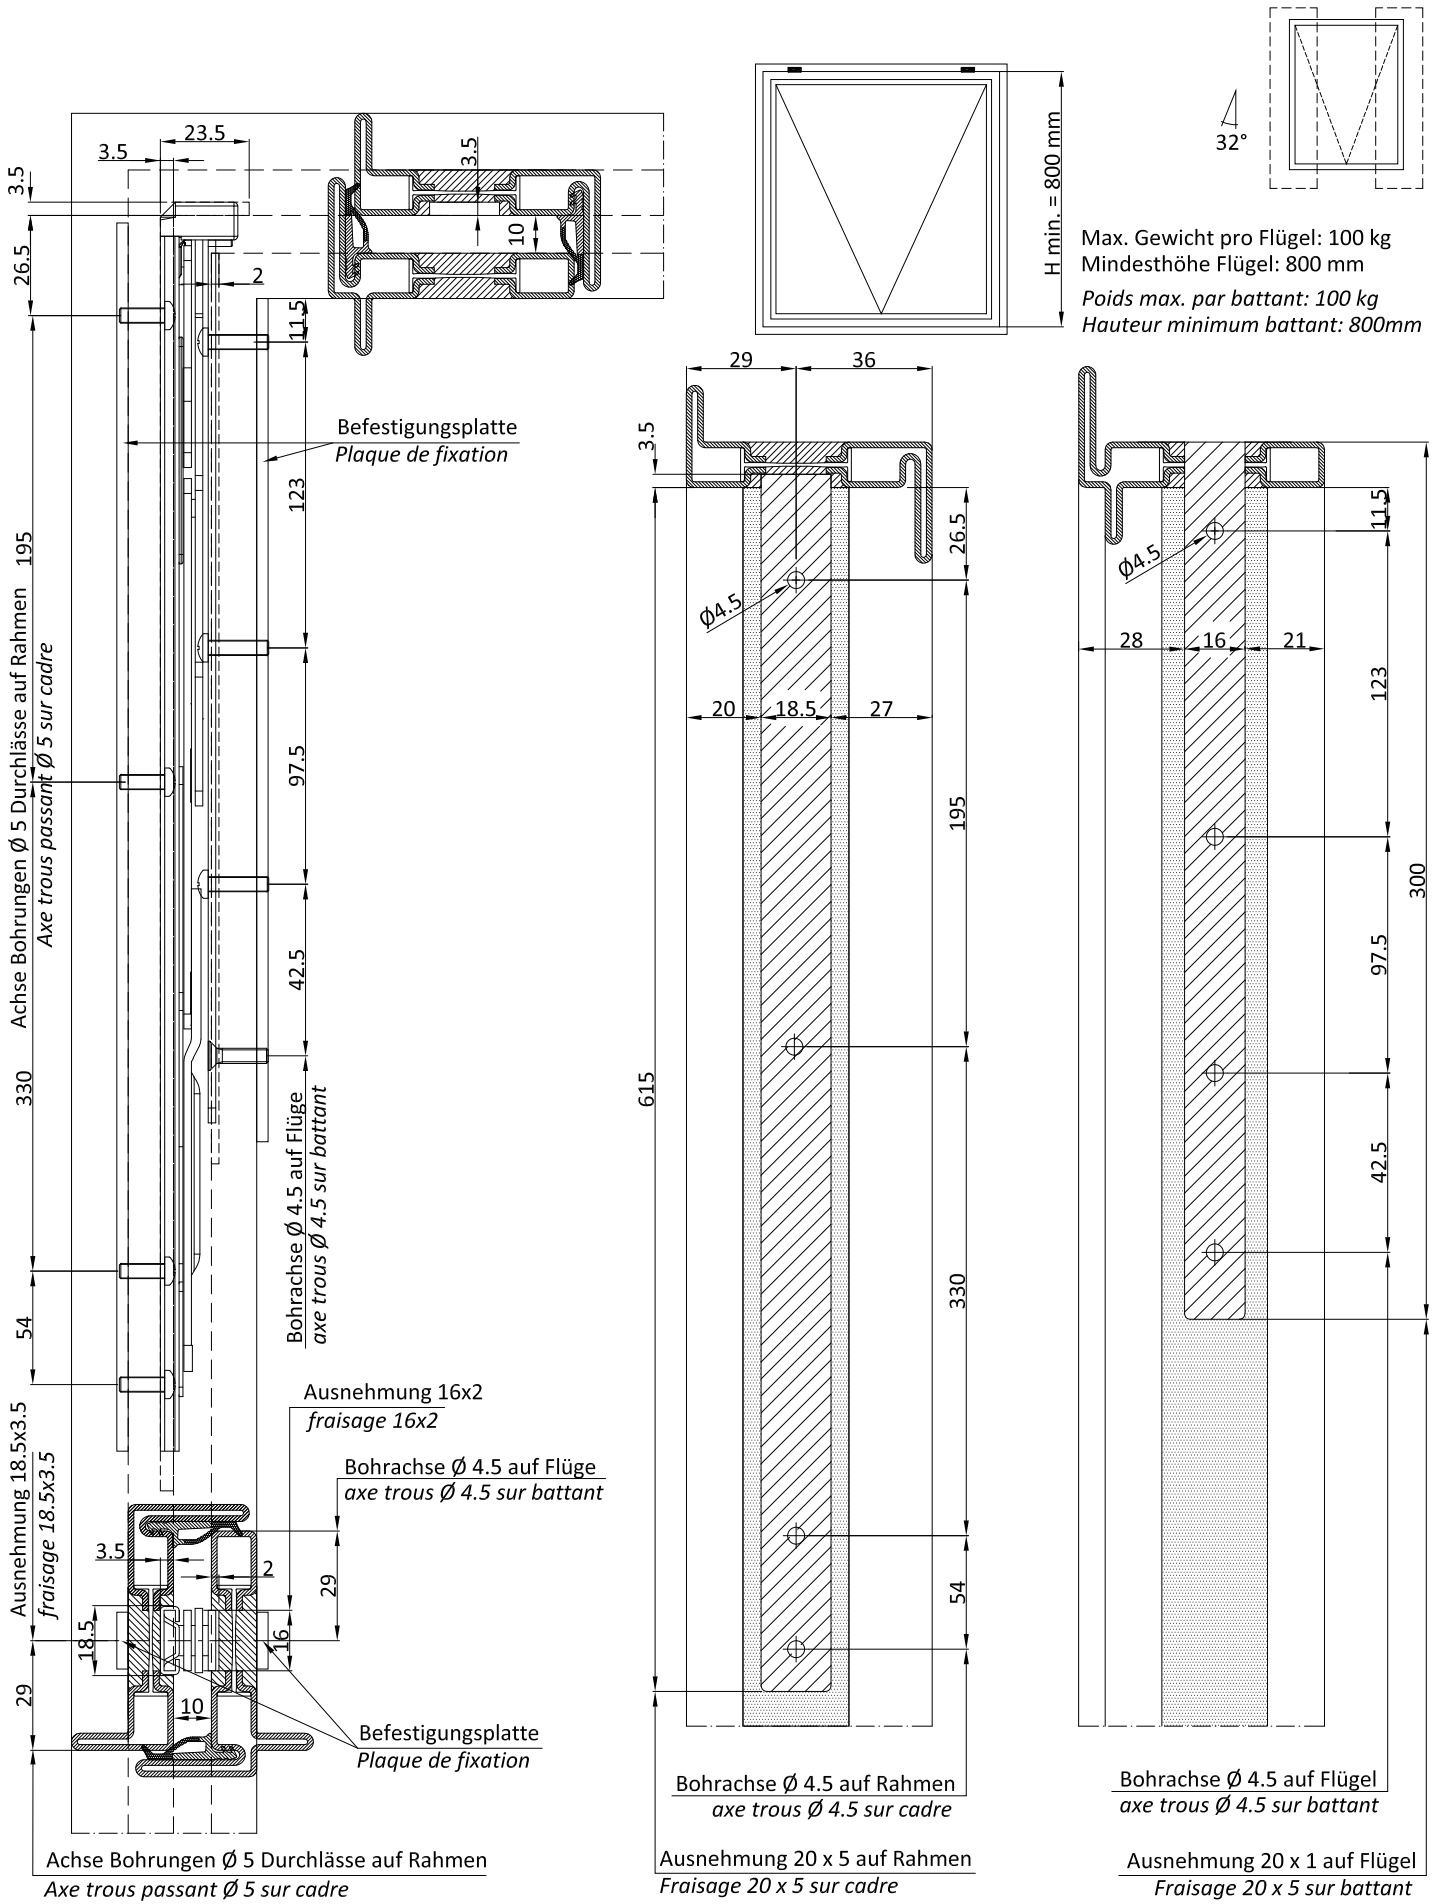 23.5
3.5
3.5
26.5
3.5
10
2
11.5
Befestigungsplatte
Plaque de fixation
123
195
Achse Bohrungen Ø 5 Durchlässe auf Rahmen
Axe trous passant Ø 5 sur cadre
97.5
42.5
330
Bohrachse Ø 4.5 auf Flüge
axe trous Ø 4.5 sur battant
54
Ausnehmung 18.5x3.5
fraisage 18.5x3.5
Ausnehmung 16x2
fraisage 16x2
Bohrachse Ø 4.5 auf Flüge
axe trous Ø 4.5 sur battant
3.5
2
29
18.5
16
29
10
Befestigungsplatte
Plaque de fixation
Achse Bohrungen Ø 5 Durchlässe auf Rahmen
Axe trous passant Ø 5 sur cadre
H min. = 800 mm
32°
Max. Gewicht pro Flügel: 100 kg
Mindesthöhe Flügel: 800 mm
Poids max. par battant: 100 kg
Hauteur minimum battant: 800mm
29
36
3.5
26.5
Ø4.5
20
18.5
27
195
615
330
54
Bohrachse Ø 4.5 auf Rahmen
axe trous Ø 4.5 sur cadre
Ausnehmung 20 x 5 auf Rahmen
Fraisage 20 x 5 sur cadre
11.5
Ø4.5
28
16
21
123
300
97.5
42.5
Bohrachse Ø 4.5 auf Flügel
axe trous Ø 4.5 sur battant
Ausnehmung 20 x 1 auf Flügel
Fraisage 20 x 5 sur battant